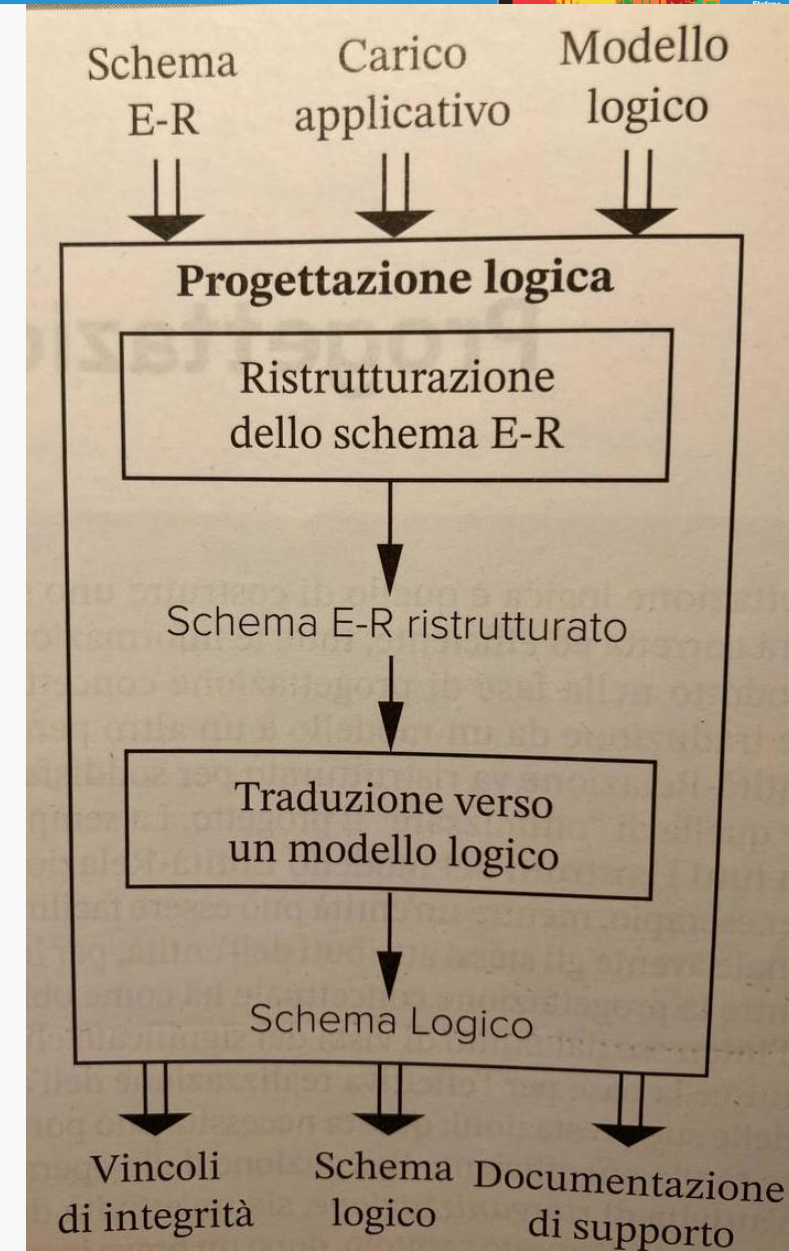 Stefano
Schema
E-R
Carico
applicativo
Modello
logico
Progettazione logica
Ristrutturazione
dello schema E-R
Schema E-R ristrutturato
Traduzione verso
un modello logico
Schema Logico
Vincoli
di integrità
Schema
logico
Documentazione
di supporto